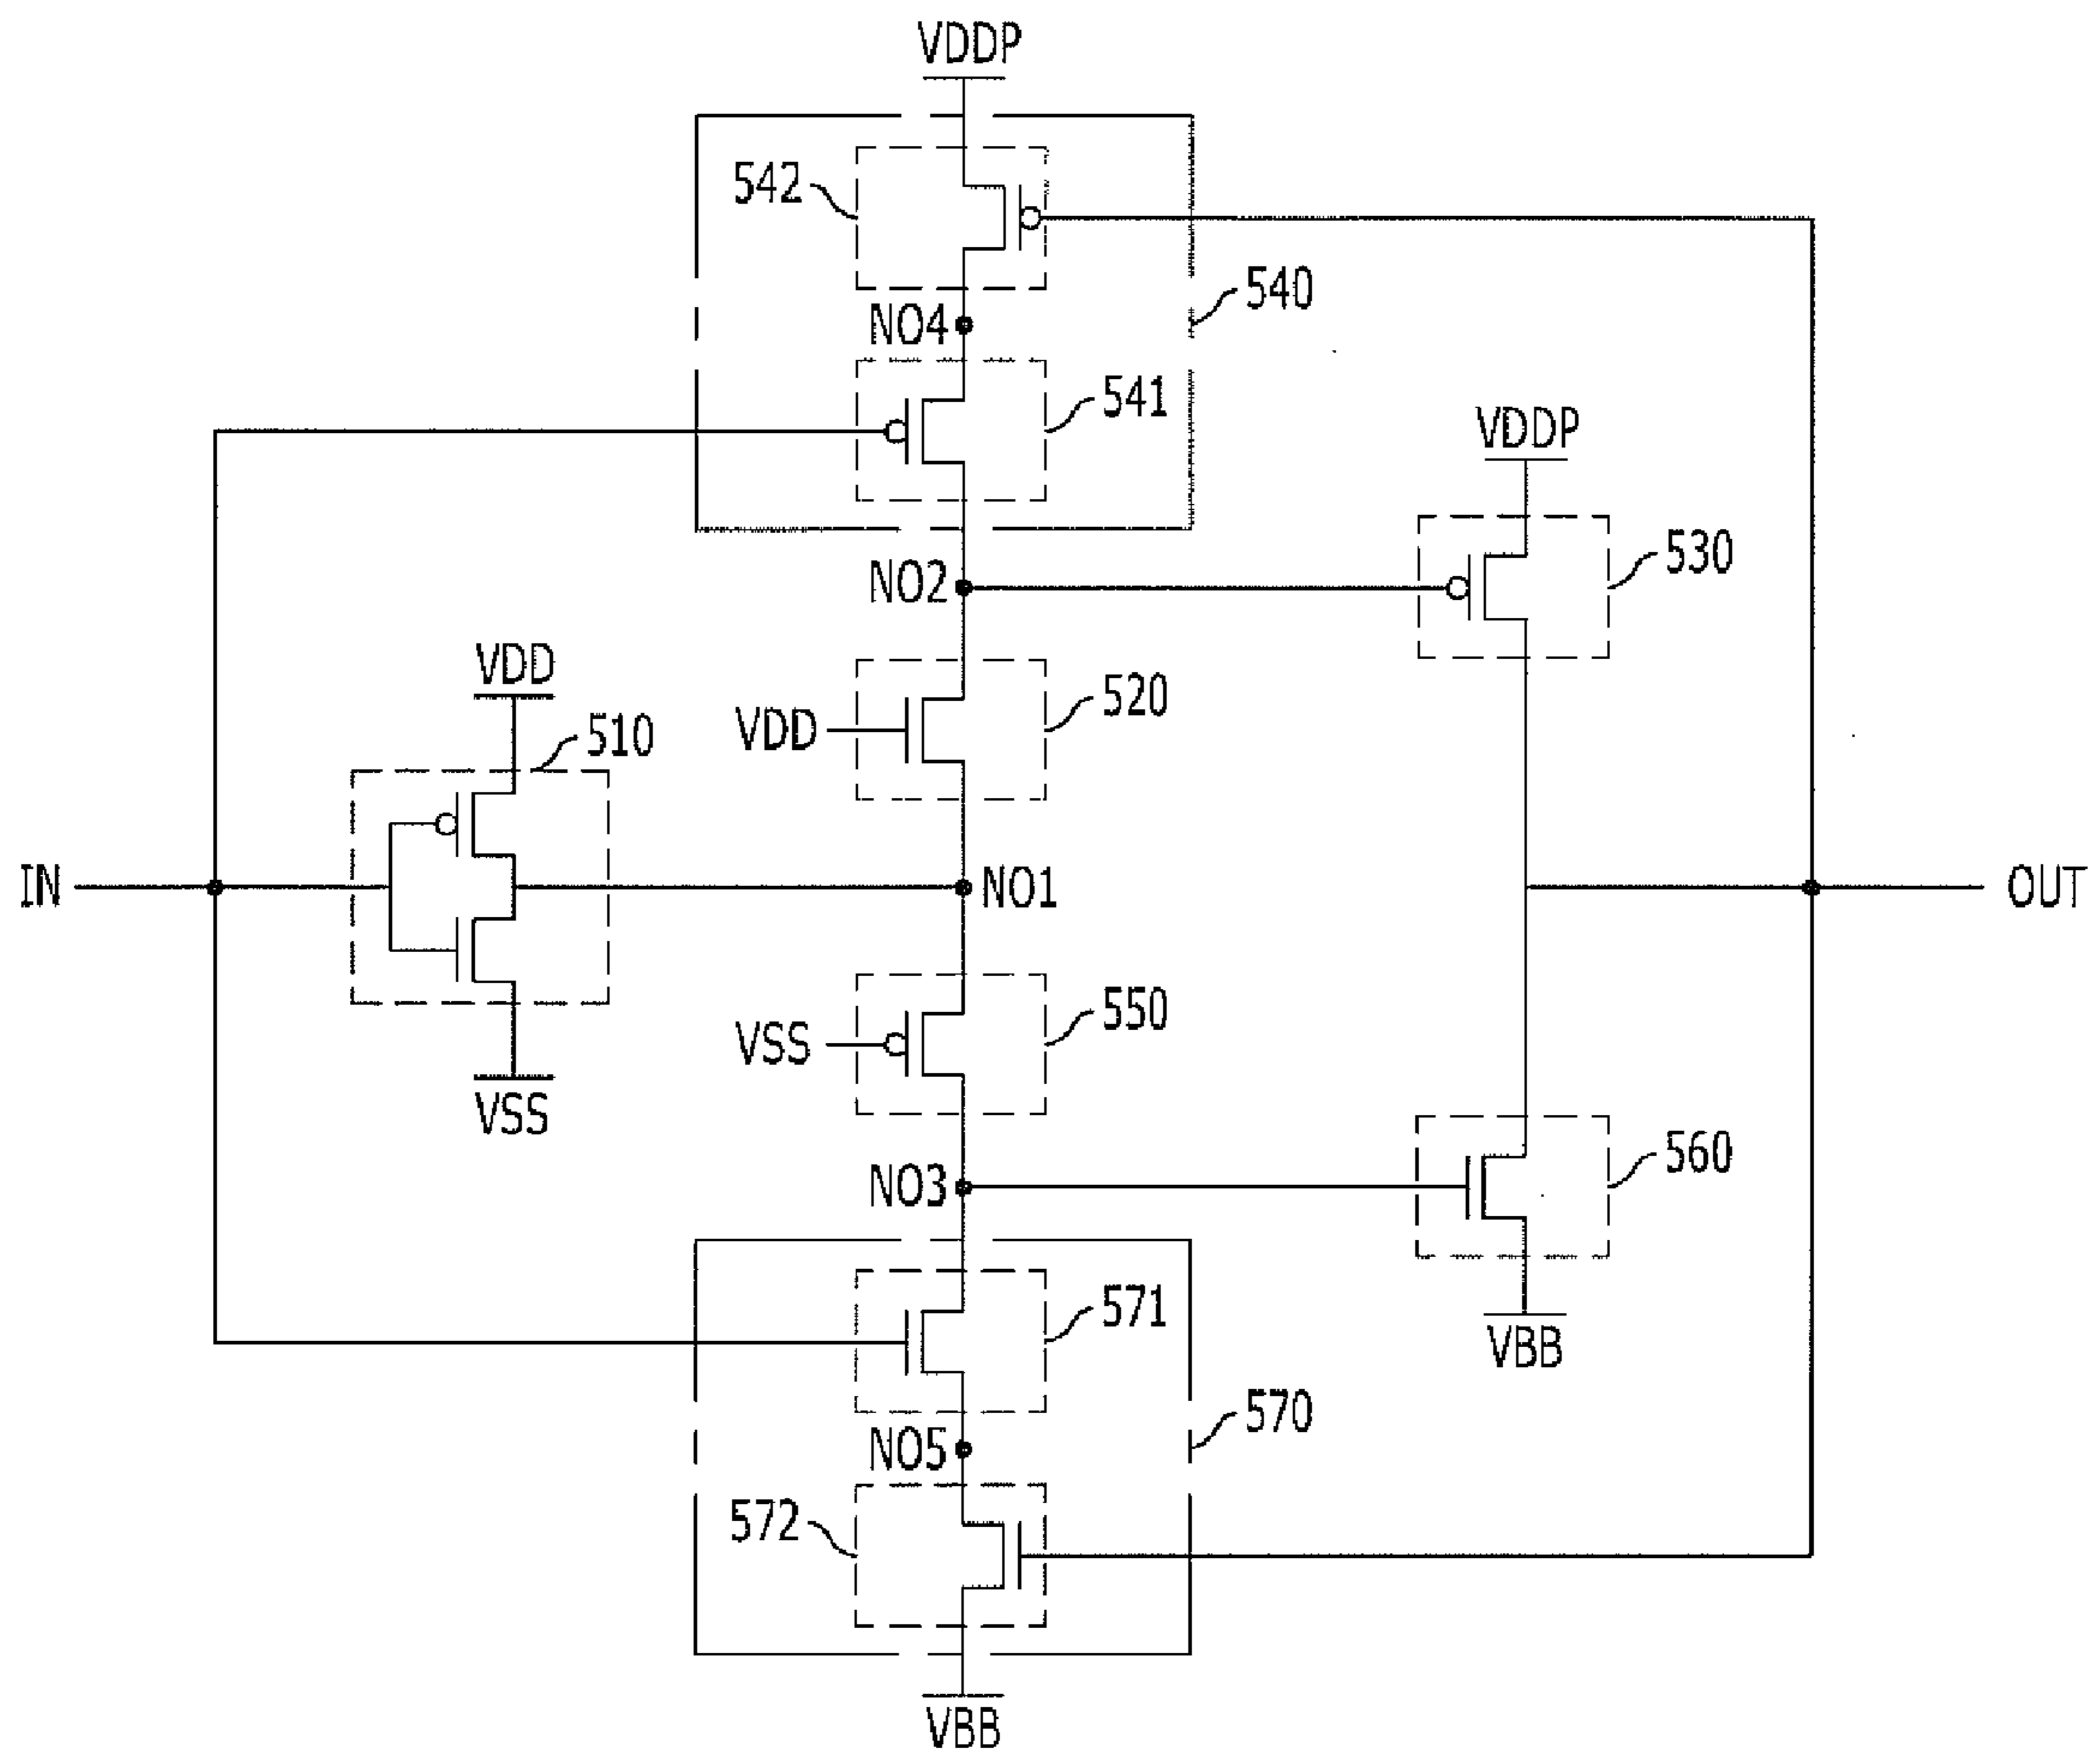 VDDP
542
540
NO4
541
VDDP
530
NO2
VDD
510
VDD
520
IN
NO1
OUT
VSS
550
VSS
NO3
560
571
VBB
NO5
570
572
VBB